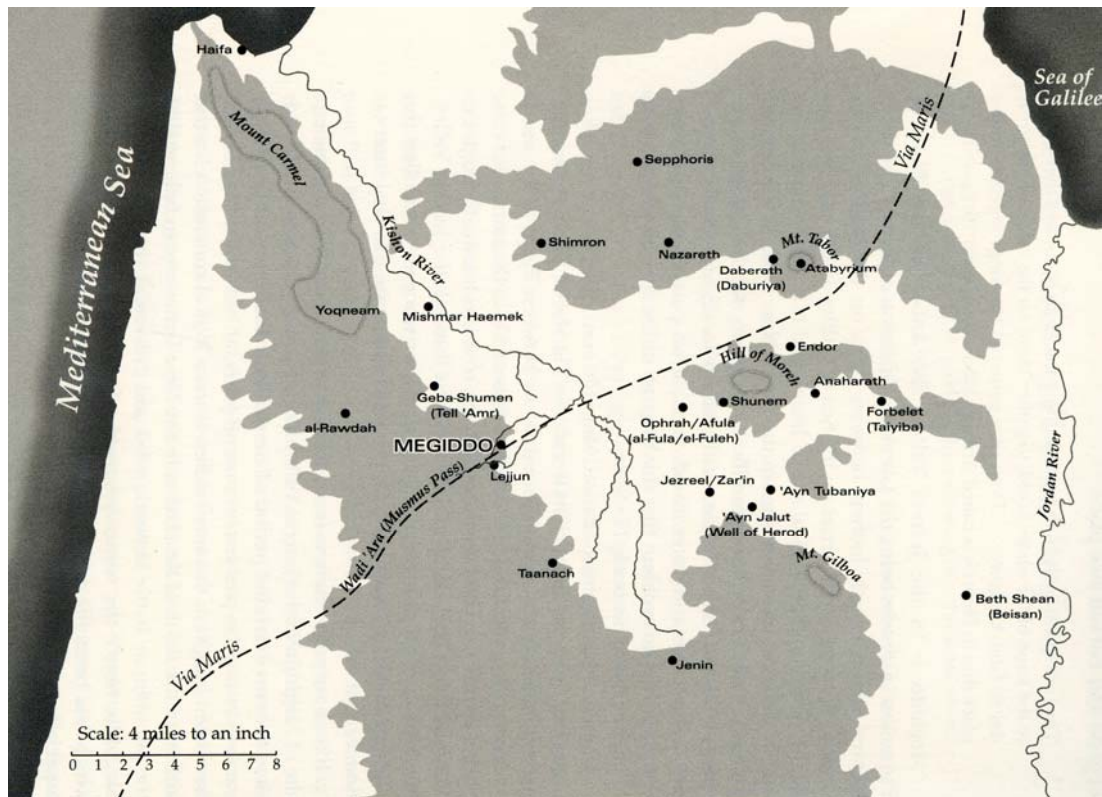 Haifa
Sea of
Galilee
Mount Carmel
Mediterranean Sea
Via Maris
Sepphoris
Kishon River
Shimron
Nazareth
Mt. Tabor
Daberath
(Daburiya)
Atabyrium
Yoqneam
Mishmar Haemek
Endor
Hill of Moreh
Geba-Shumen
(Tell 'Amr)
Anaharath
Shunem
Forbelet
(Taiyiba)
al-Rawdah
Ophrah/Afula
(al-Fula/el-Fuleh)
MEGIDDO
Lejjun
Jezreel/Zar'in
'Ayn Tubaniya
'Ayn Jalut
(Well of Herod)
Jordan River
Wadi 'Ara (Musmus Pass)
Taanach
Mt. Gilboa
Beth Shean
(Beisan)
Jenin
Via Maris
Scale: 4 miles to an inch
0 1 2 3 4 5 6 7 8